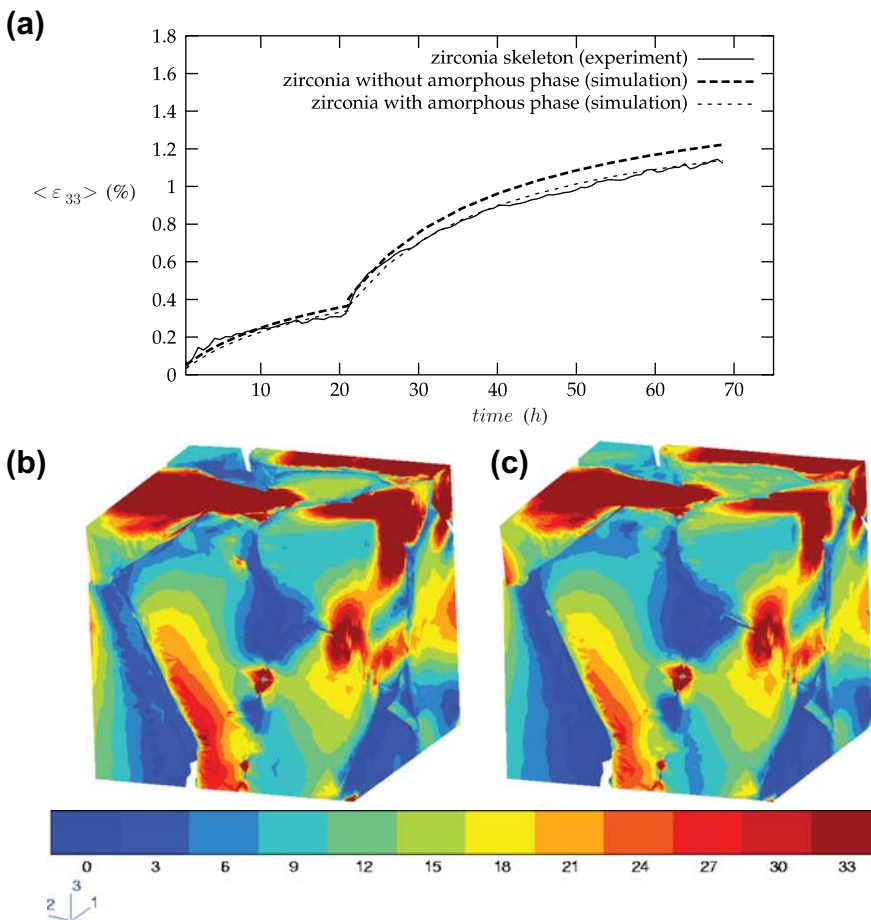 (a)
1.8
1.6
1.4
1.2
1
0.8
0.6
0.4
0.2
0
zirconia skeleton (experiment)
zirconia without amorphous phase (simulation)
zirconia with amorphous phase (simulation)
< ε 33 > (%)
10 20 30 40 50 60 70
time (h)
(b) (c)
0 3 6 9 12 15 18 21 24 27 30 33
3
2 1